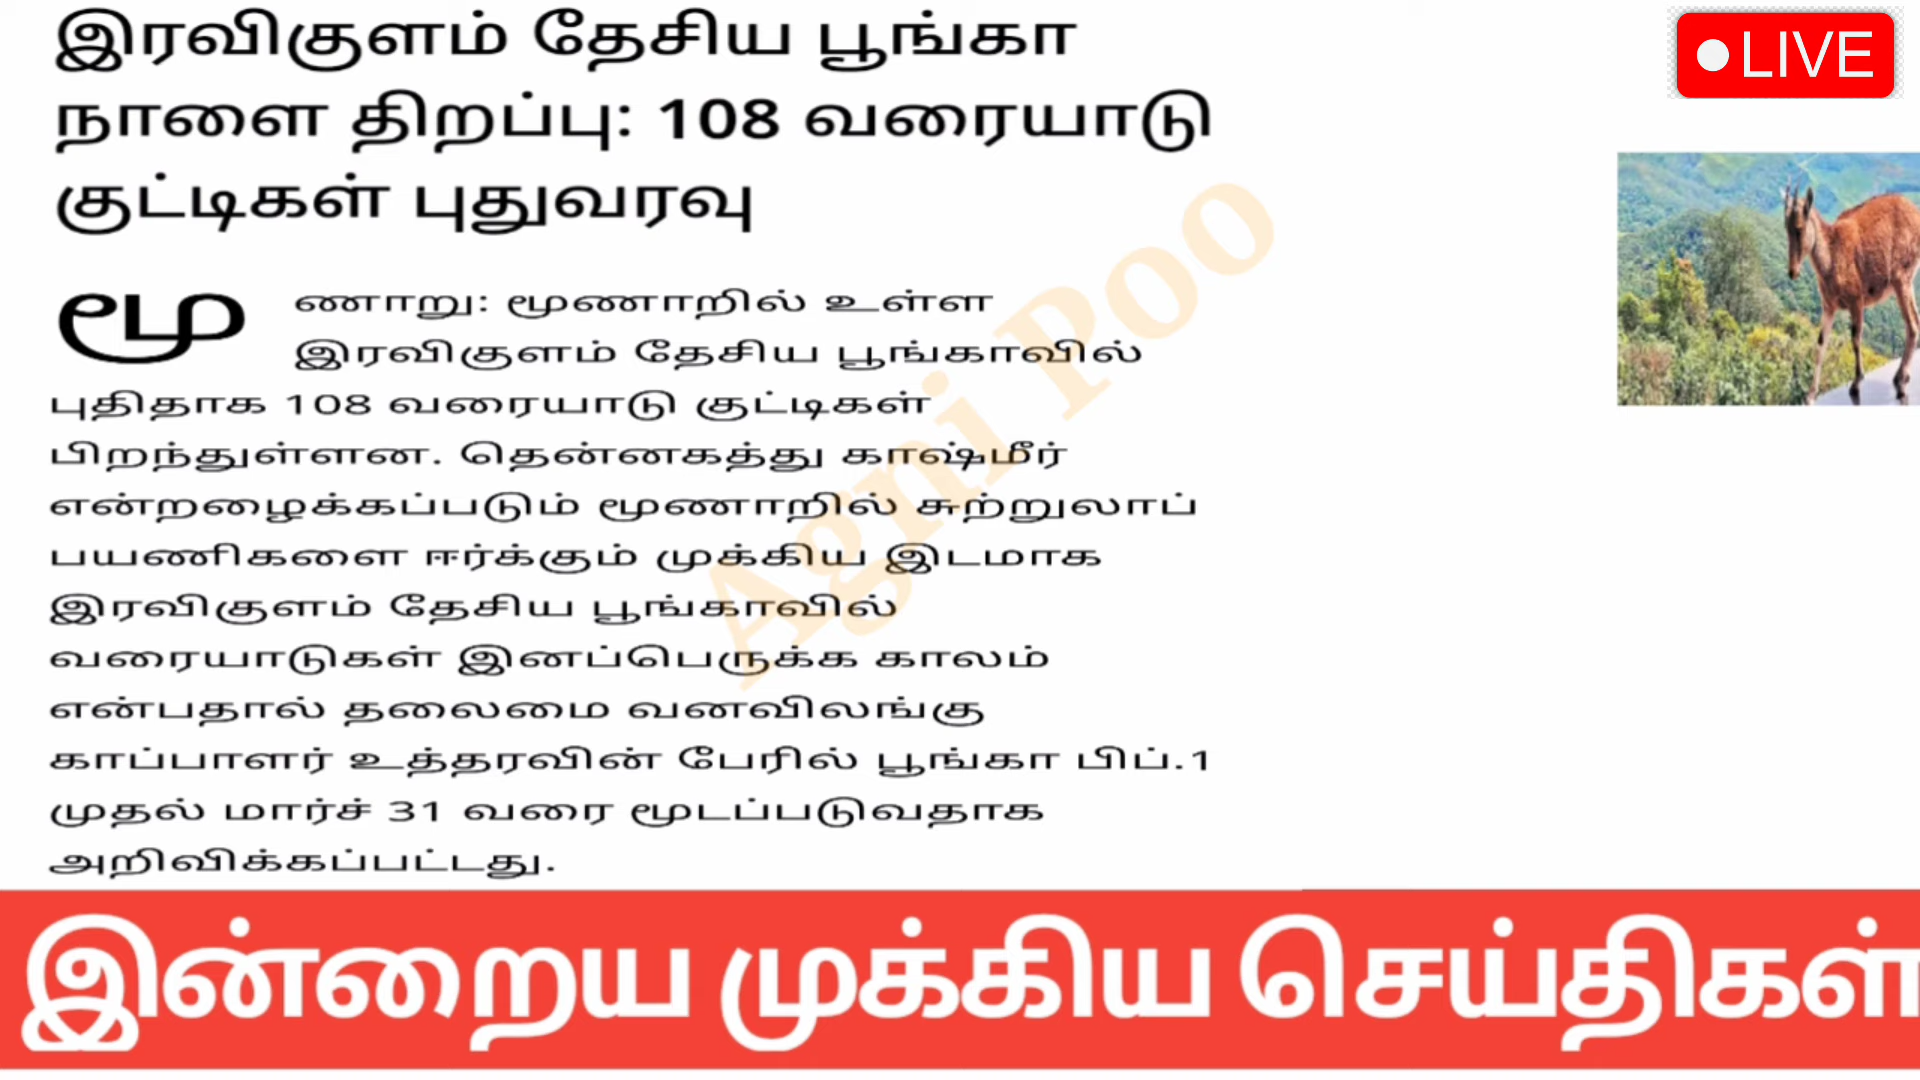 இரவிகுளம் தேசிய பூங்கா
நாளை திறப்பு: 108 வரையாடு
குட்டிகள் புதுவரவு
LIVE
மூ ணாறு: மூணாறில் உள்ள
இரவிகுளம் தேசிய பூங்காவில்
புதிதாக 108 வரையாடு குட்டிகள்
பிறந்துள்ளன. தென்னகத்து காஷ்மீர்
என்றழைக்கப்படும் மூணாறில் சுற்றுலாப்
பயணிகளை ஈர்க்கும் முக்கிய இடமாக
இரவிகுளம் தேசிய பூங்காவில்
வரையாடுகள் இனப்பெருக்க காலம்
என்பதால் தலைமை வனவிலங்கு
காப்பாளர் உத்தரவின் பேரில் பூங்கா பிப்.1
முதல் மார்ச் 31 வரை மூடப்படுவதாக
அறிவிக்கப்பட்டது.
Agni Poo
இன்றைய முக்கிய செய்திகள்